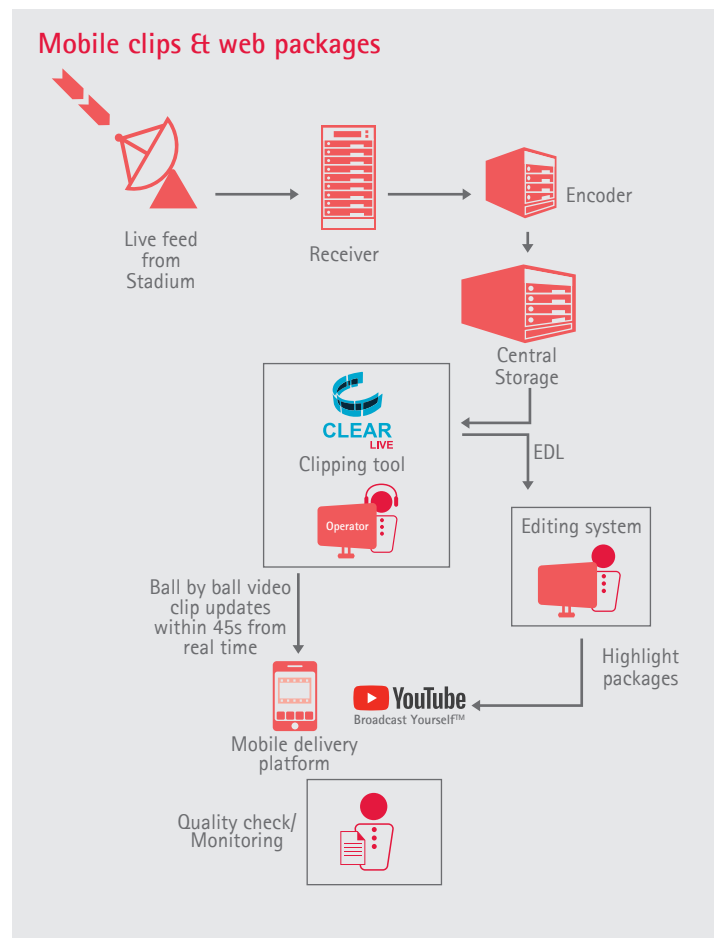 Mobile clips & web packages
Live feed
from
Stadium
Receiver
Encoder
Central
Storage
CLEAR
LIVE
Clipping tool
Operator
EDL
Editing system
Ball by ball video
clip updates
within 45s from
real time
Highlight
packages
YouTube
Broadcast Yourself™
Mobile delivery
platform
Quality check/
Monitoring